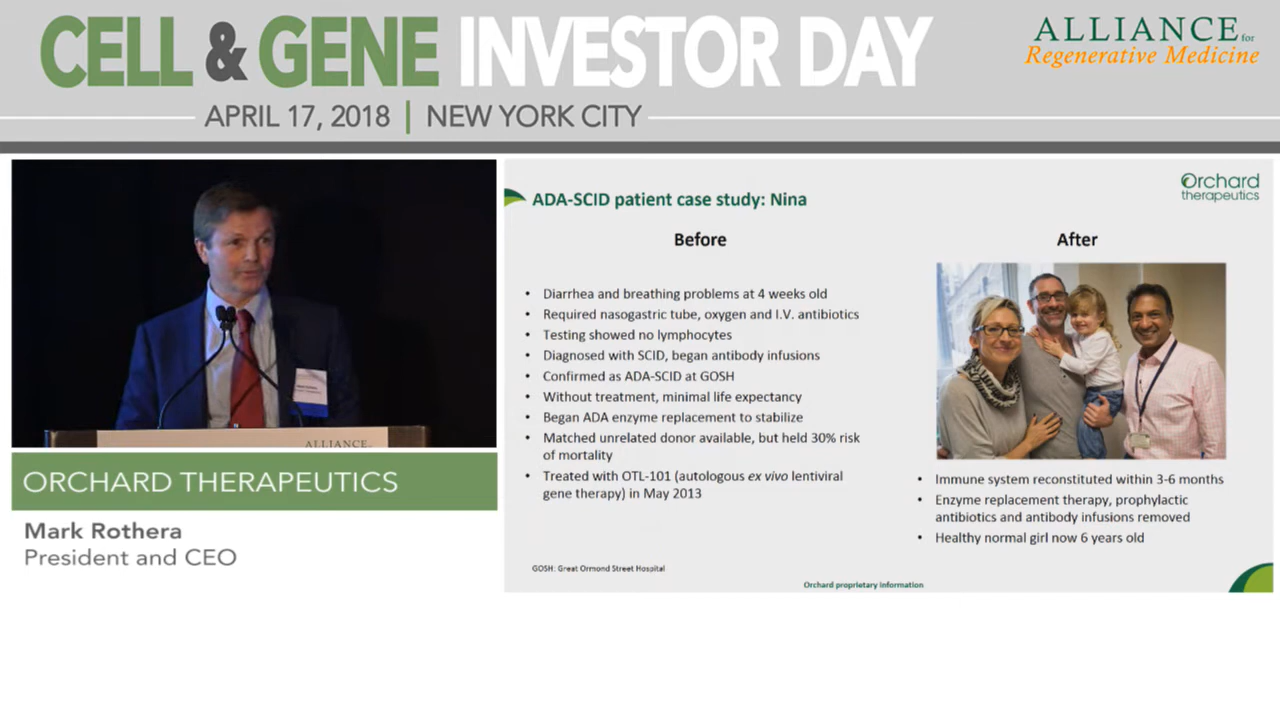 CELL & GENE INVESTOR DAY
APRIL 17, 2018 | NEW YORK CITY
ALLIANCE for
Regenerative Medicine
ALLIANCE for
ORCHARD THERAPEUTICS
Mark Rothera
President and CEO
Orchard
therapeutics
ADA-SCID patient case study: Nina
Before
• Diarrhea and breathing problems at 4 weeks old
• Required nasogastric tube, oxygen and I.V. antibiotics
• Testing showed no lymphocytes
• Diagnosed with SCID, began antibody infusions
• Confirmed as ADA-SCID at GOSH
• Without treatment, minimal life expectancy
• Began ADA enzyme replacement to stabilize
• Matched unrelated donor available, but held 30% risk
of mortality
• Treated with OTL-101 (autologous ex vivo lentiviral
gene therapy) in May 2013
After
• Immune system reconstituted within 3-6 months
• Enzyme replacement therapy, prophylactic
antibiotics and antibody infusions removed
• Healthy normal girl now 6 years old
GOSH: Great Ormond Street Hospital
Orchard proprietary information